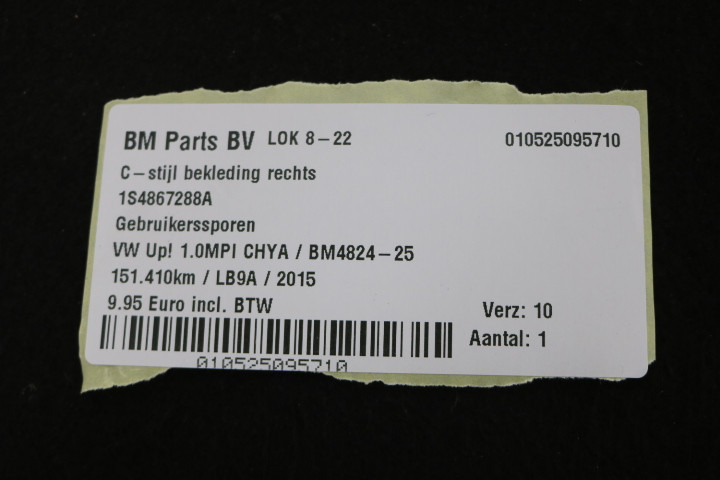 BM Parts BV LOK 8-22 010525095710
C-stijl bekleding rechts
1S4867288A
Gebruikerssporen
VW Up! 1.0MPI CHYA / BM4824-25
151.410km / LB9A / 2015
9.95 Euro incl. BTW Verz: 10
Aantal: 1
010525095710